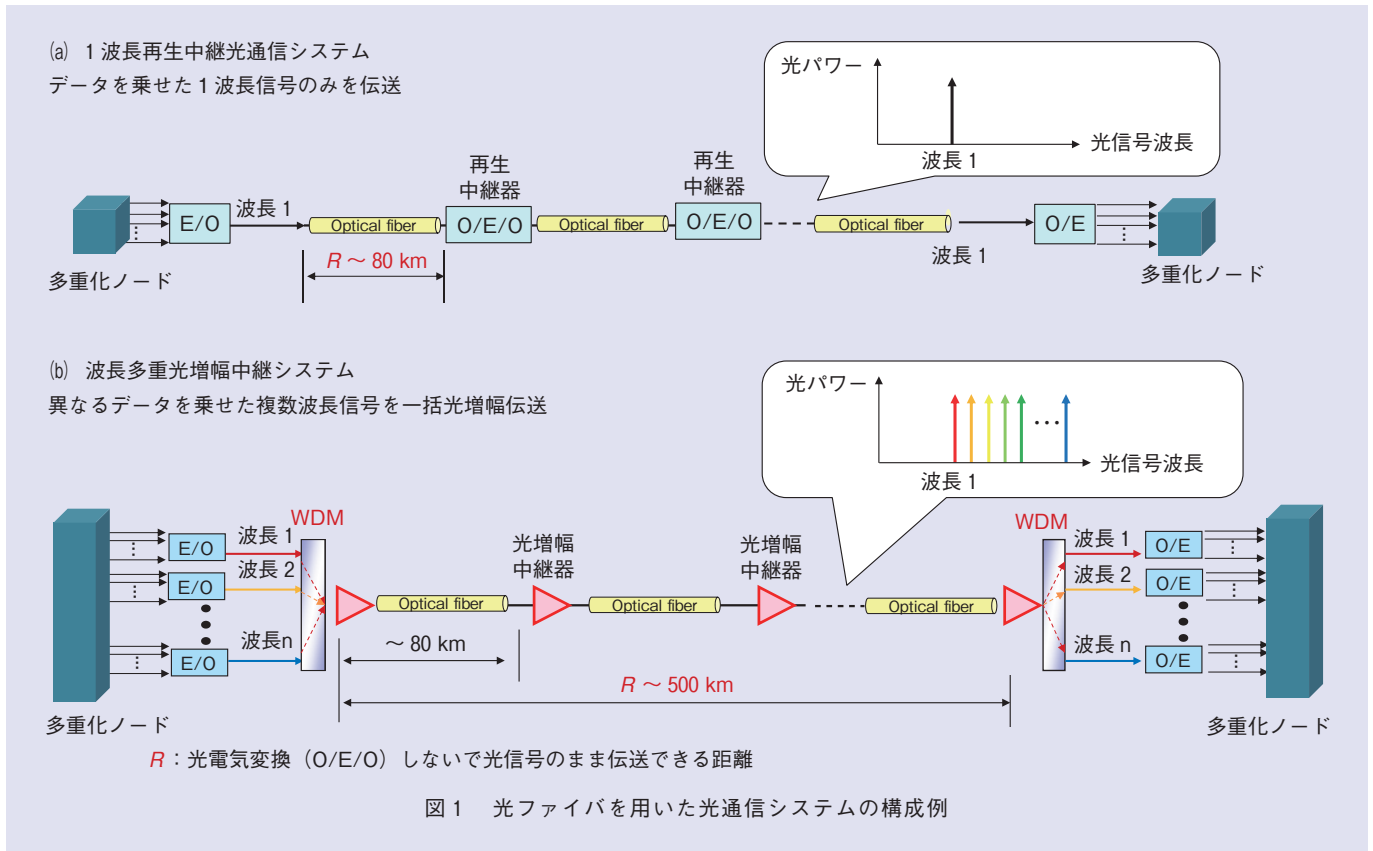 (a) 1波長再生中継光通信システム
データを乗せた1波長信号のみを伝送
光パワー
光信号波長
波長1
再生
中継器
再生
中継器
E/O
波長1
Optical fiber
O/E/O
Optical fiber
O/E/O
Optical fiber
波長1
O/E
多重化ノード
R～80 km
多重化ノード
(b) 波長多重光増幅中継システム
異なるデータを乗せた複数波長信号を一括光増幅伝送
光パワー
光信号波長
波長1
WDM
WDM
E/O
波長1
E/O
波長2
E/O
波長n
光増幅
中継器
光増幅
中継器
Optical fiber
Optical fiber
Optical fiber
波長1
O/E
波長2
O/E
波長n
O/E
～80 km
R～500 km
多重化ノード
多重化ノード
R：光電気変換（O/E/O）しないで光信号のまま伝送できる距離
図1 光ファイバを用いた光通信システムの構成例